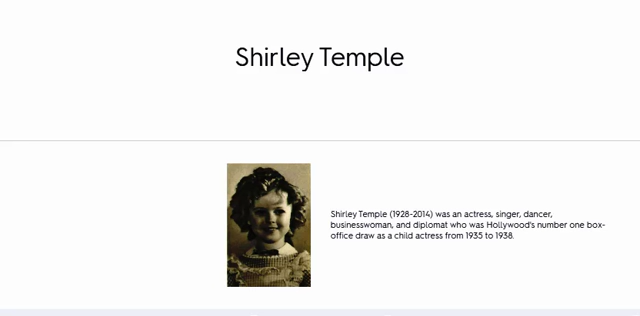 Shirley Temple
Shirley Temple (1928-2014) was an actress, singer, dancer,
businesswoman, and diplomat who was Hollywood's number one box-
office draw as a child actress from 1935 to 1938.